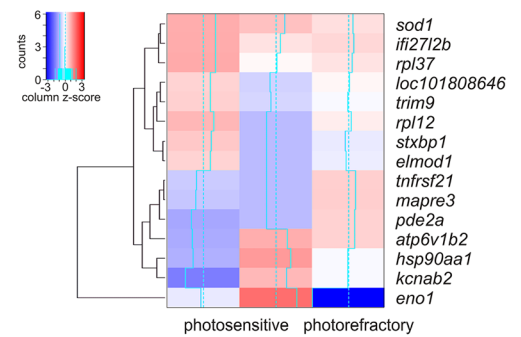 6
counts
3
0
-3 0 3
column z-score
sod1
ifi27l2b
rpl37
loc101808646
trim9
rpl12
stxbp1
elmod1
tnfrsf21
mapre3
pde2a
atp6v1b2
hsp90aa1
kcnab2
eno1
photosensitive photorefractory